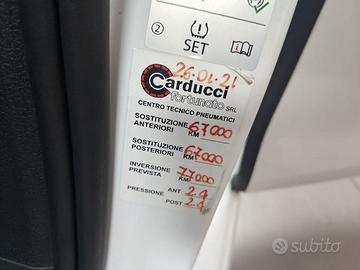 ②
SET
26.01.21
Carducci
fortunato SRL
CENTRO TECNICO PNEUMATICI
SOSTITUZIONE
ANTERIORI KM 67000
SOSTITUZIONE
POSTERIORI KM 67000
INVERSIONE
PREVISTA KM 77000
PRESSIONE ANT 2.4
POST 2.4
subito